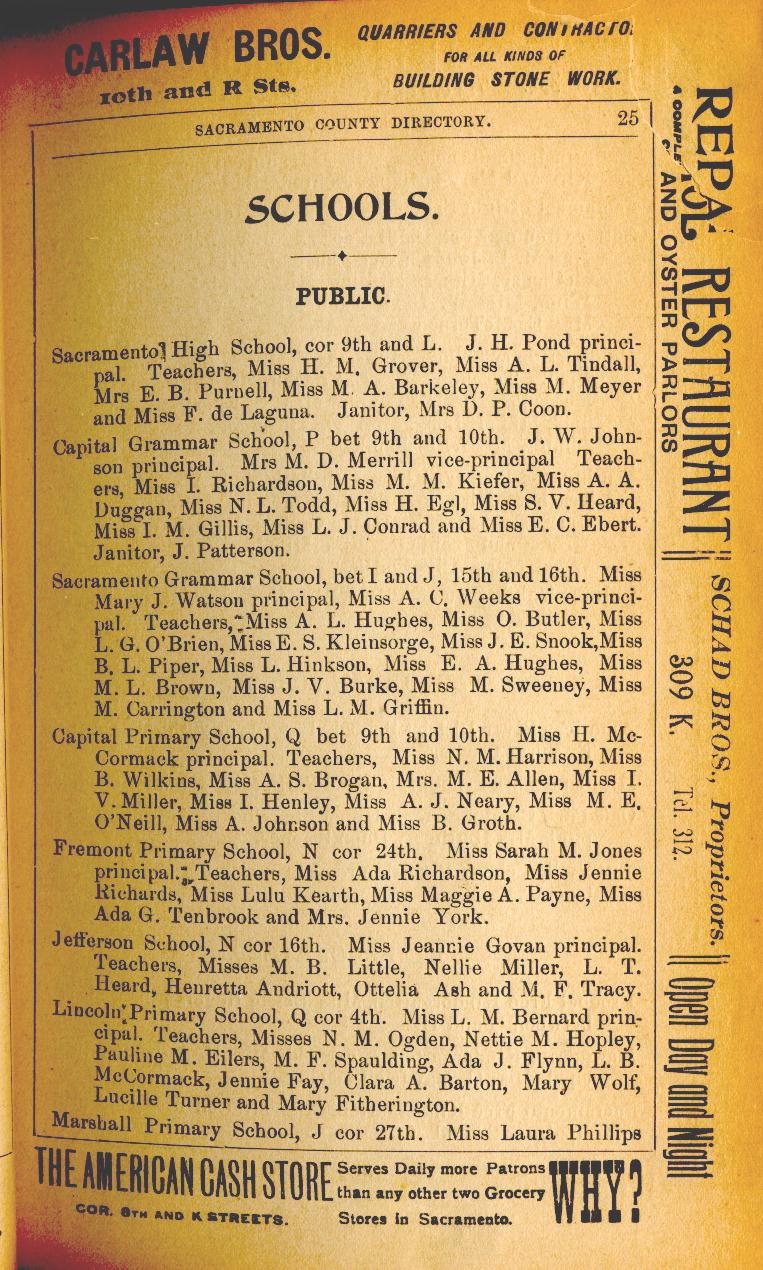 CARLAW BROS.
10th and R Sts.
QUARRIERS AND CONTRACTO
FOR ALL KINDS OF
BUILDING STONE WORK.
SACRAMENTO COUNTY DIRECTORY. 25
SCHOOLS.
PUBLIC.
Sacramento High School, cor 9th and L. J. H. Pond princi-
pal. Teachers, Miss H. M. Grover, Miss A. L. Tindall,
Mrs E. B. Purnell, Miss M. A. Barkeley, Miss M. Meyer
and Miss F. de Laguna. Janitor, Mrs D. P. Coon.
Capital Grammar School, P bet 9th and 10th. J. W. John-
son principal. Mrs M. D. Merrill vice-principal Teach-
ers, Miss I. Richardson, Miss M. M. Kiefer, Miss A. A.
Duggan, Miss N. L. Todd, Miss H. Egl, Miss S. V. Heard,
Miss I. M. Gillis, Miss L. J. Conrad and Miss E. C. Ebert.
Janitor, J. Patterson.
Sacramento Grammar School, bet I and J, 15th and 16th. Miss
Mary J. Watson principal, Miss A. C. Weeks vice-princi-
pal. Teachers, Miss A. L. Hughes, Miss O. Butler, Miss
L. G. O'Brien, Miss E. S. Kleinsorge, Miss J. E. Snook, Miss
B. L. Piper, Miss L. Hinkson, Miss E. A. Hughes, Miss
M. L. Brown, Miss J. V. Burke, Miss M. Sweeney, Miss
M. Carrington and Miss L. M. Griffin.
Capital Primary School, Q bet 9th and 10th. Miss H. Mc-
Cormack principal. Teachers, Miss N. M. Harrison, Miss
B. Wilkins, Miss A. S. Brogan, Mrs. M. E. Allen, Miss I.
V. Miller, Miss I. Henley, Miss A. J. Neary, Miss M. E.
O'Neill, Miss A. Johnson and Miss B. Groth.
Fremont Primary School, N cor 24th. Miss Sarah M. Jones
principal. Teachers, Miss Ada Richardson, Miss Jennie
Richards, Miss Lulu Kearth, Miss Maggie A. Payne, Miss
Ada G. Tenbrook and Mrs. Jennie York.
Jefferson School, N cor 16th. Miss Jeannie Govan principal.
Teachers, Misses M. B. Little, Nellie Miller, L. T.
Heard, Henretta Andriott, Ottelia Ash and M. F. Tracy.
Lincoln Primary School, Q cor 4th. Miss L. M. Bernard prin-
cipal. Teachers, Misses N. M. Ogden, Nettie M. Hopley,
Pauline M. Eilers, M. F. Spaulding, Ada J. Flynn, L. B.
McCormack, Jennie Fay, Clara A. Barton, Mary Wolf,
Lucille Turner and Mary Fitherington.
Marshall Primary School, J cor 27th. Miss Laura Phillips
THE AMERICAN CASH STORE
COR. 8TH AND K STREETS.
Serves Daily more Patrons
than any other two Grocery
Stores in Sacramento.
WHY?
RESTAURANT
AND OYSTER PARLORS
SCHAD BROS., Proprietors.
309 K. Tel. 312.
Open Day and Night